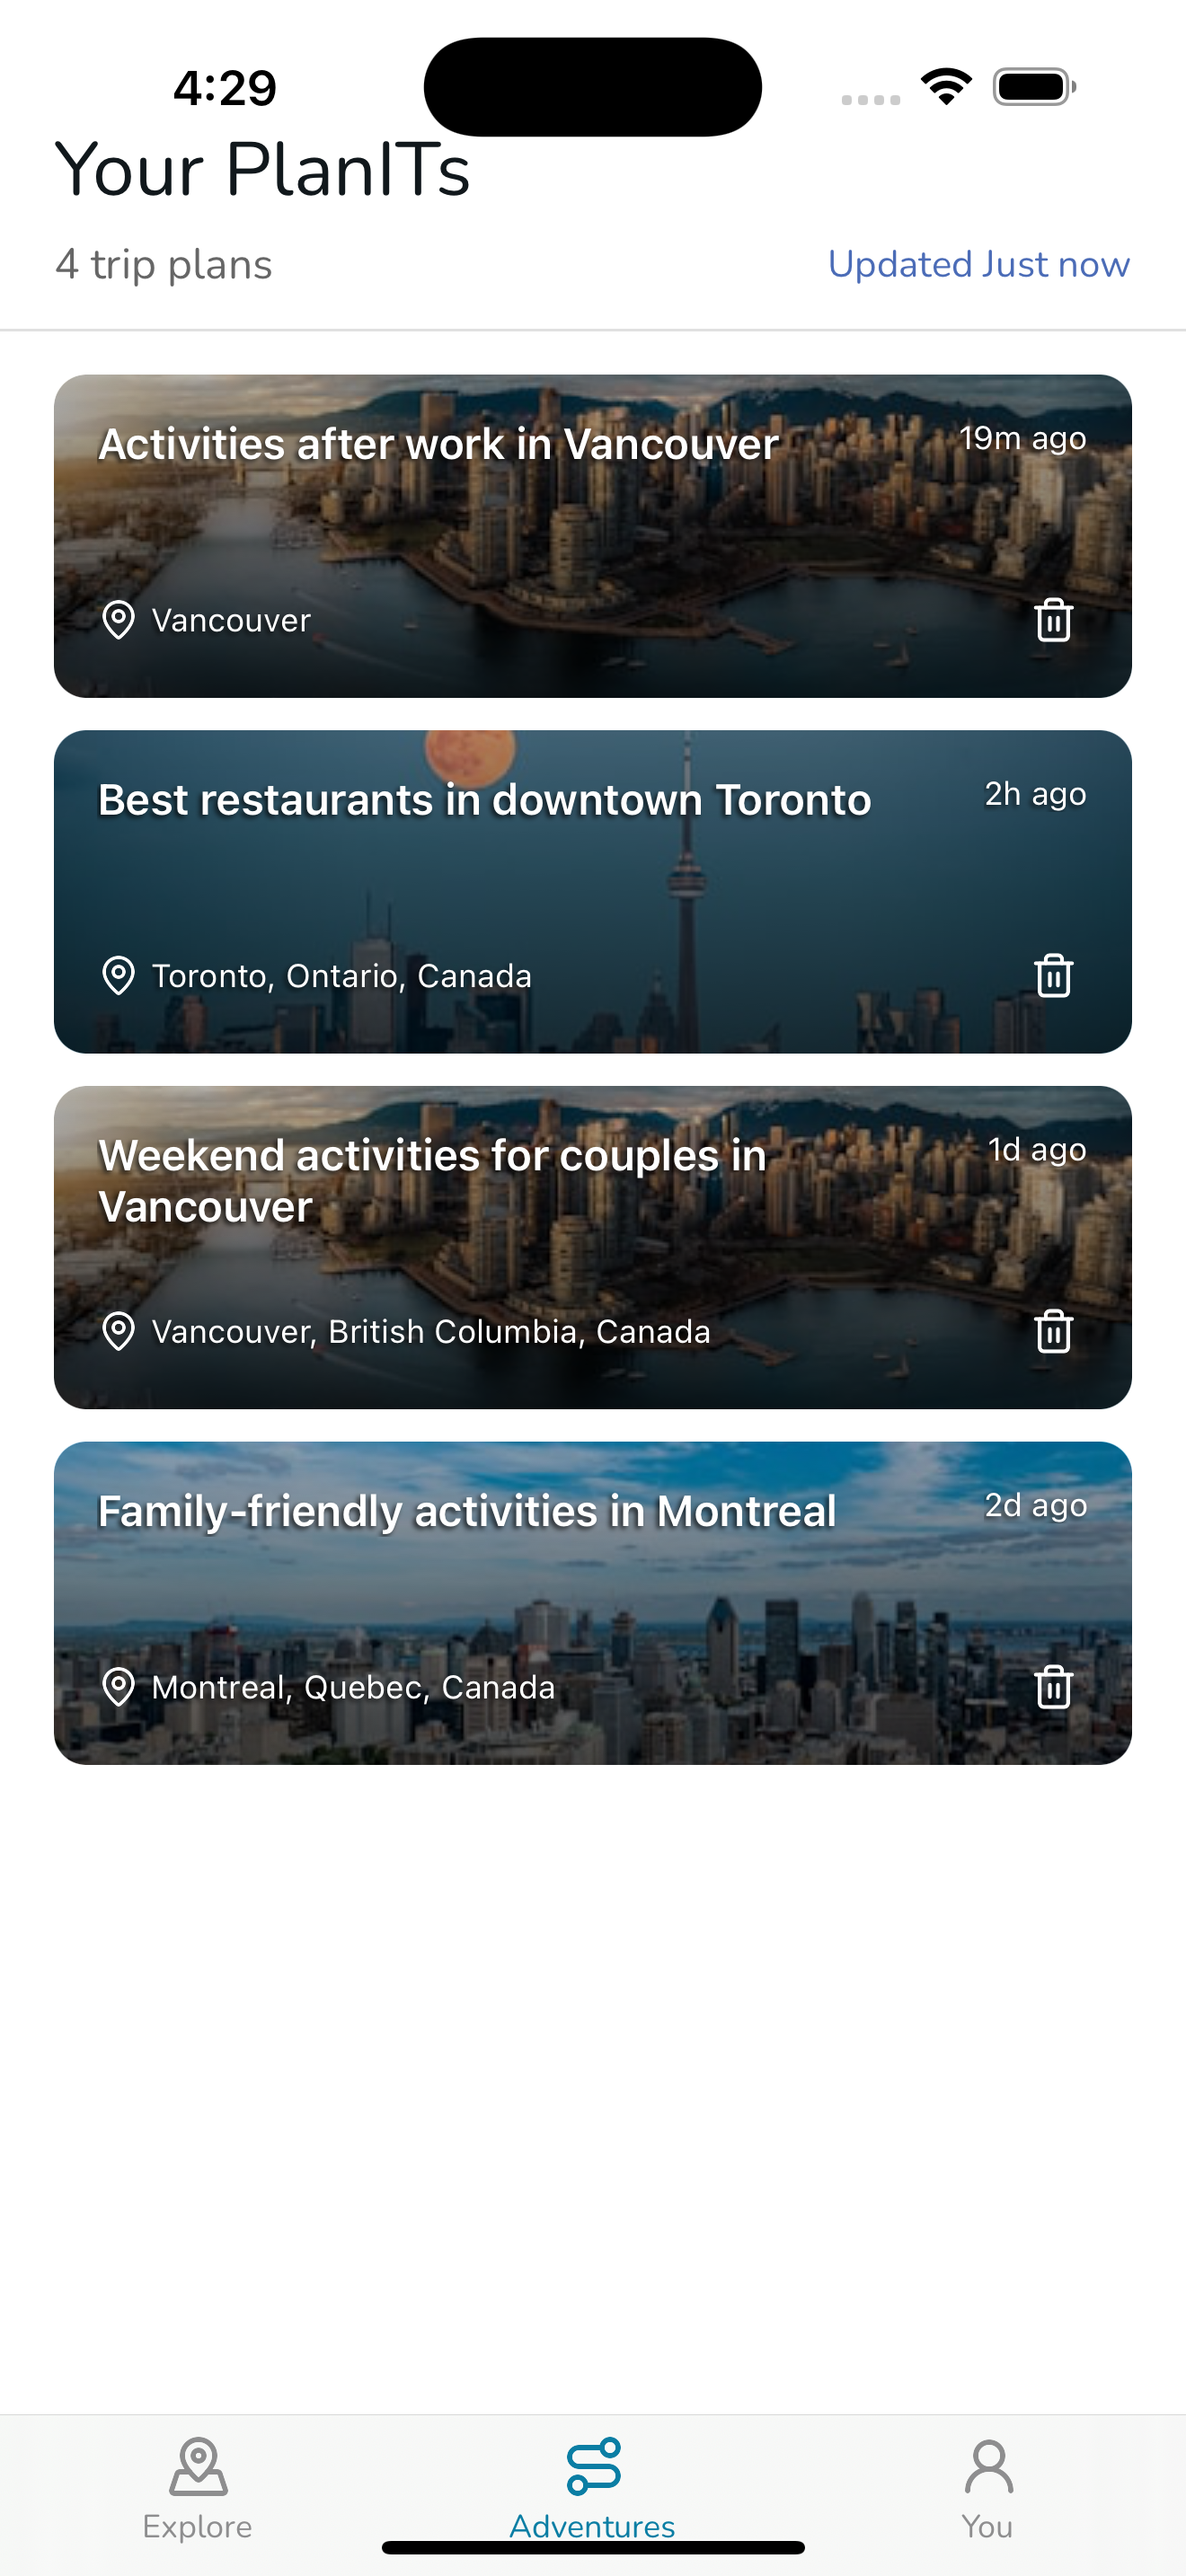 4:29
Your PlanITs
4 trip plans
Updated Just now
Activities after work in Vancouver
19m ago
Vancouver
Best restaurants in downtown Toronto
2h ago
Toronto, Ontario, Canada
Weekend activities for couples in
Vancouver
1d ago
Vancouver, British Columbia, Canada
Family-friendly activities in Montreal
2d ago
Montreal, Quebec, Canada
Explore
Adventures
You